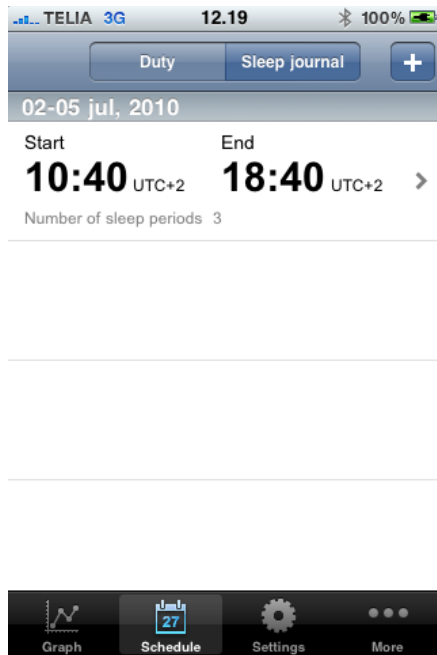 TELIA 3G 12.19 100%
Duty Sleep journal +
02-05 jul, 2010
Start End
10:40 UTC+2 18:40 UTC+2
Number of sleep periods 3
27
Graph Schedule Settings More